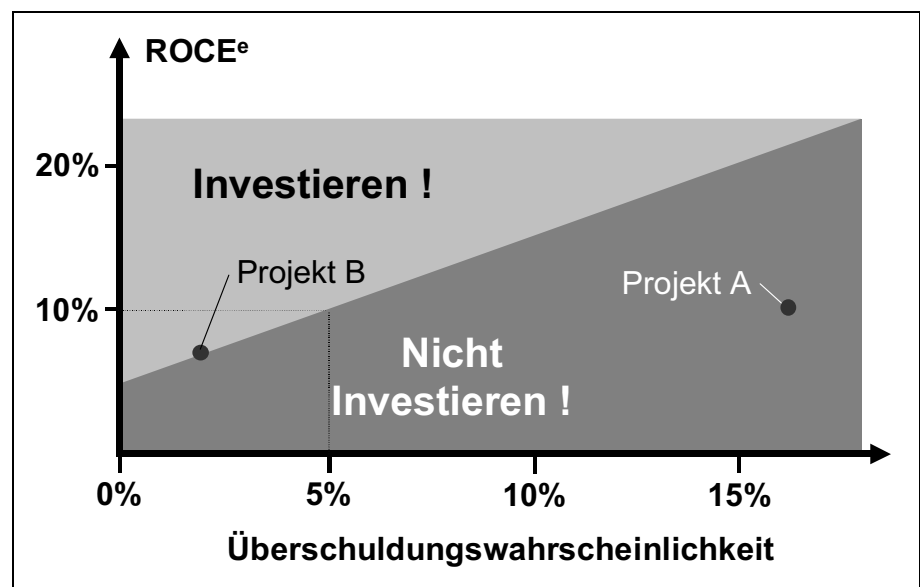 ROCEᵉ
20%
Investieren !
Projekt B
Projekt A
10%
Nicht
Investieren !
0%
5%
10%
15%
Überschuldungswahrscheinlichkeit